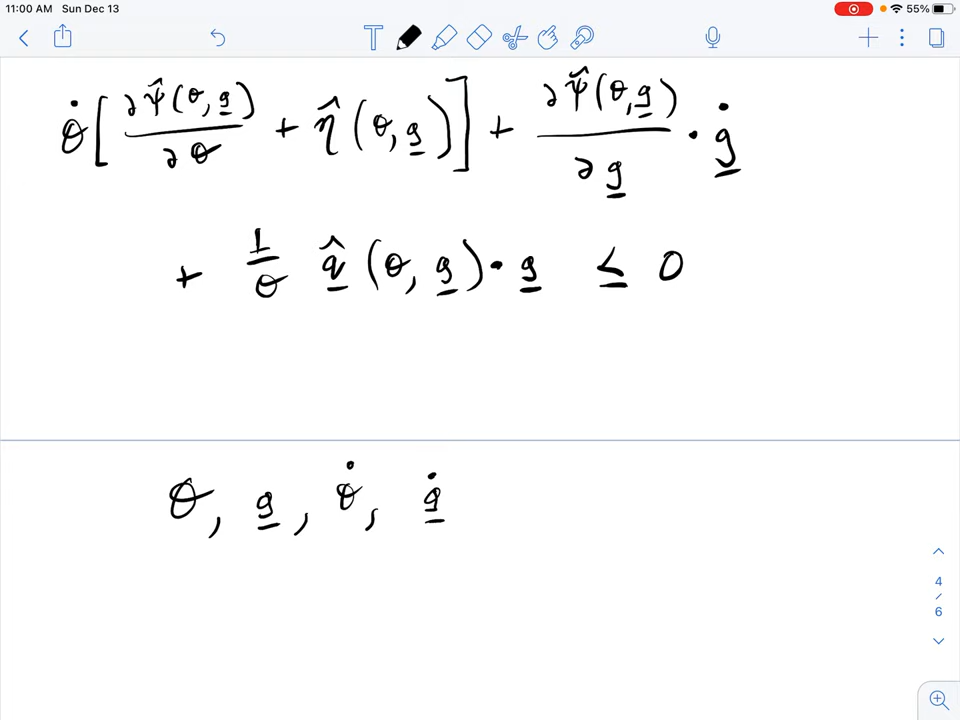 11:00 AM Sun Dec 13 55%
T
θ̇ [ ∂ψ̂(θ, g̲)/∂θ + η̂(θ, g̲) ] + ∂ψ̂(θ, g̲)/∂g̲ · ġ̲
+ 1/θ q̲̂(θ, g̲) · g̲ ≤ 0
θ, g̲, θ̇, ġ̲
4
/
6